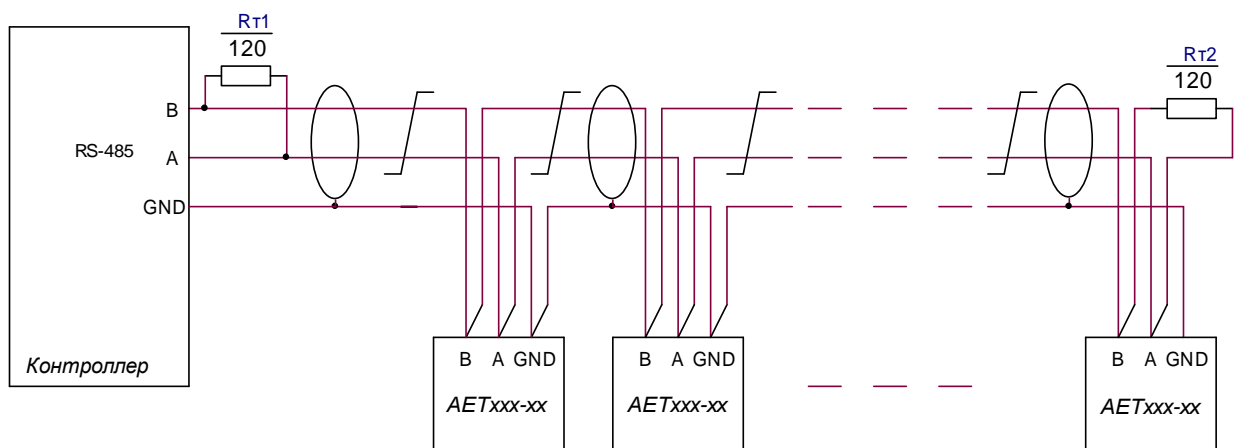 Rт1
120
Rт2
120
B
RS-485
A
GND
Контроллер
B A GND
AETxxx-xx
B A GND
AETxxx-xx
B A GND
AETxxx-xx